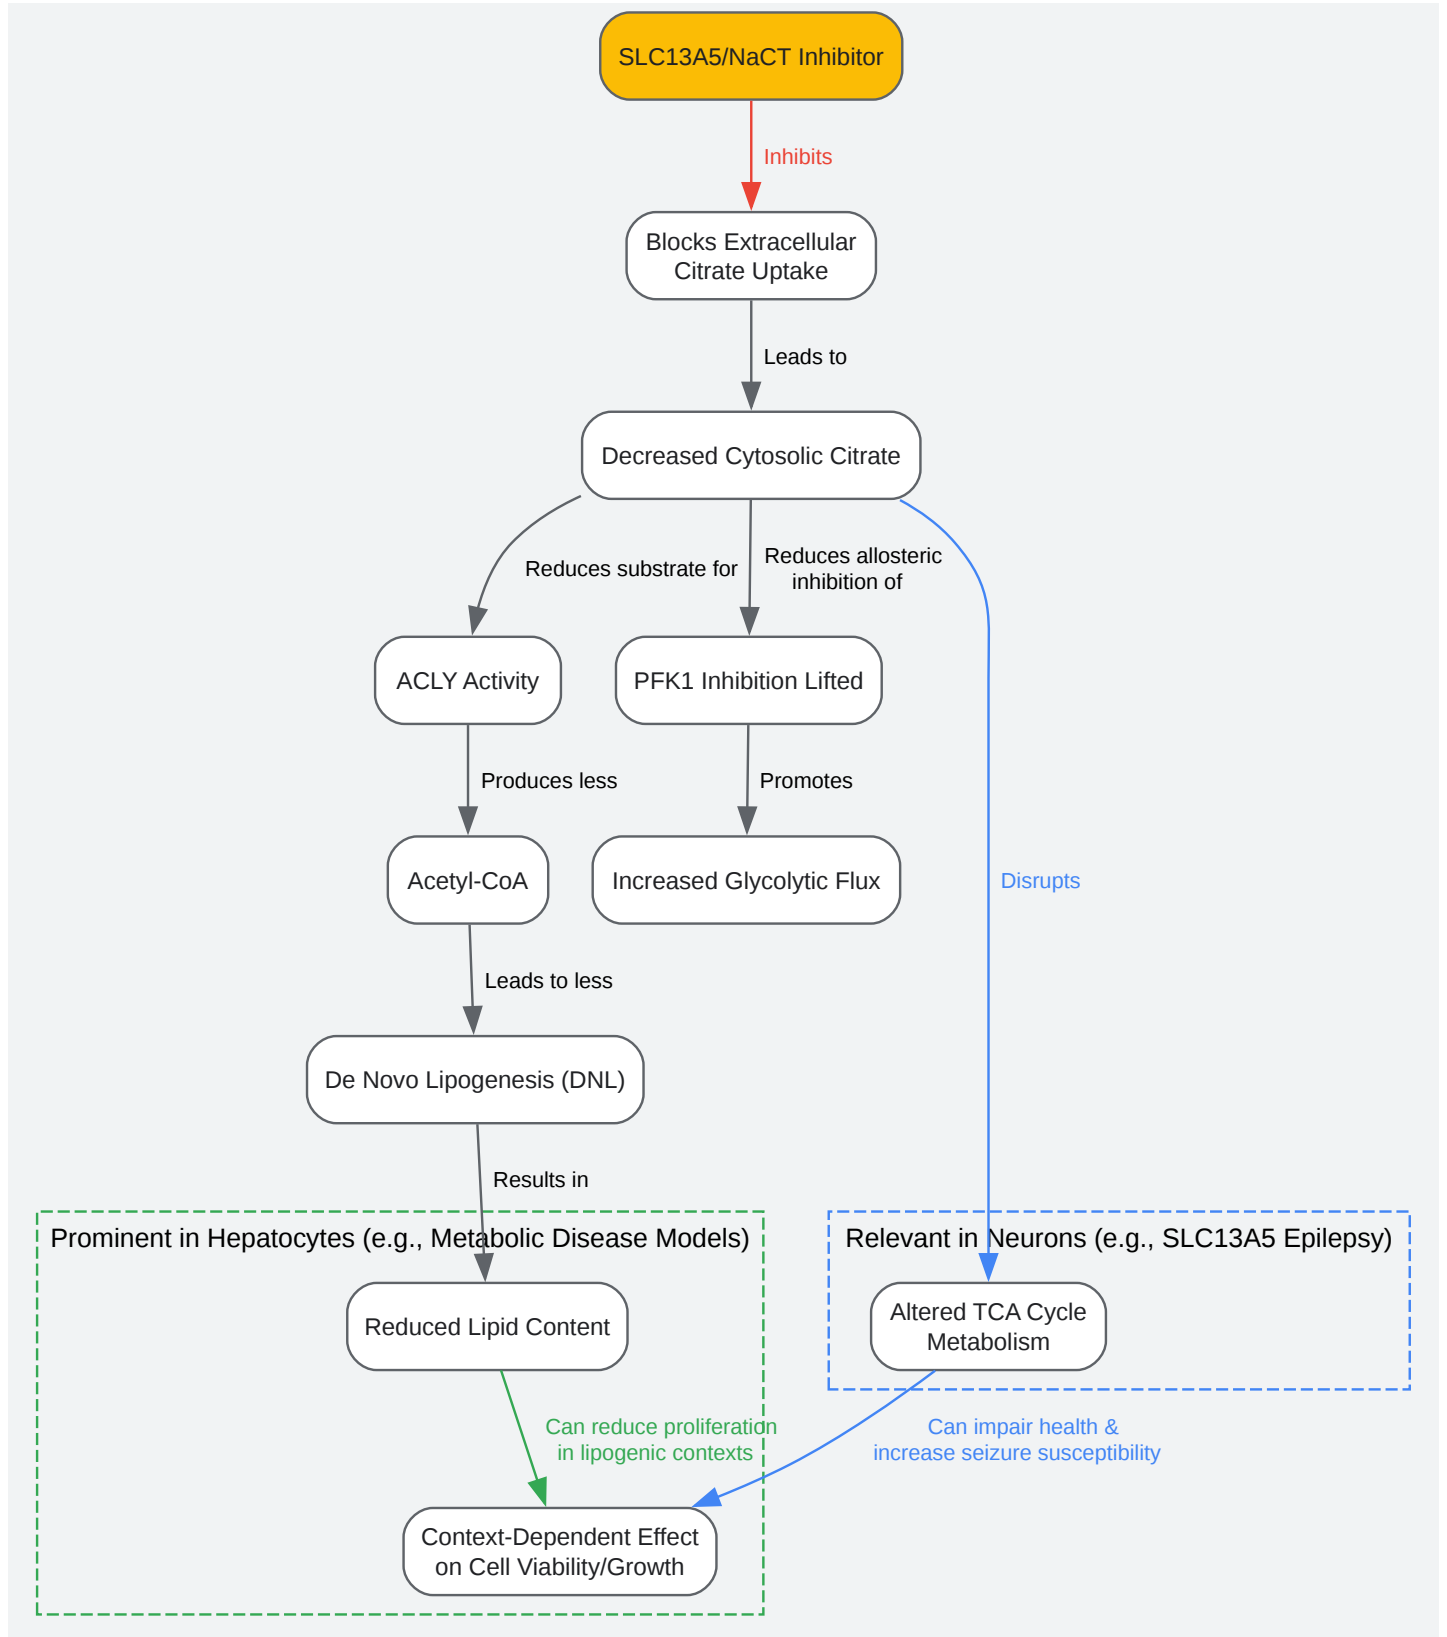 SLC13A5/NaCT Inhibitor
Inhibits
Blocks Extracellular
Citrate Uptake
Leads to
Decreased Cytosolic Citrate
Reduces substrate for
Reduces allosteric
inhibition of
ACLY Activity
PFK1 Inhibition Lifted
Produces less
Promotes
Acetyl-CoA
Increased Glycolytic Flux
Disrupts
Leads to less
De Novo Lipogenesis (DNL)
Results in
Prominent in Hepatocytes (e.g., Metabolic Disease Models)
Relevant in Neurons (e.g., SLC13A5 Epilepsy)
Reduced Lipid Content
Altered TCA Cycle
Metabolism
Can reduce proliferation
in lipogenic contexts
Can impair health &
increase seizure susceptibility
Context-Dependent Effect
on Cell Viability/Growth